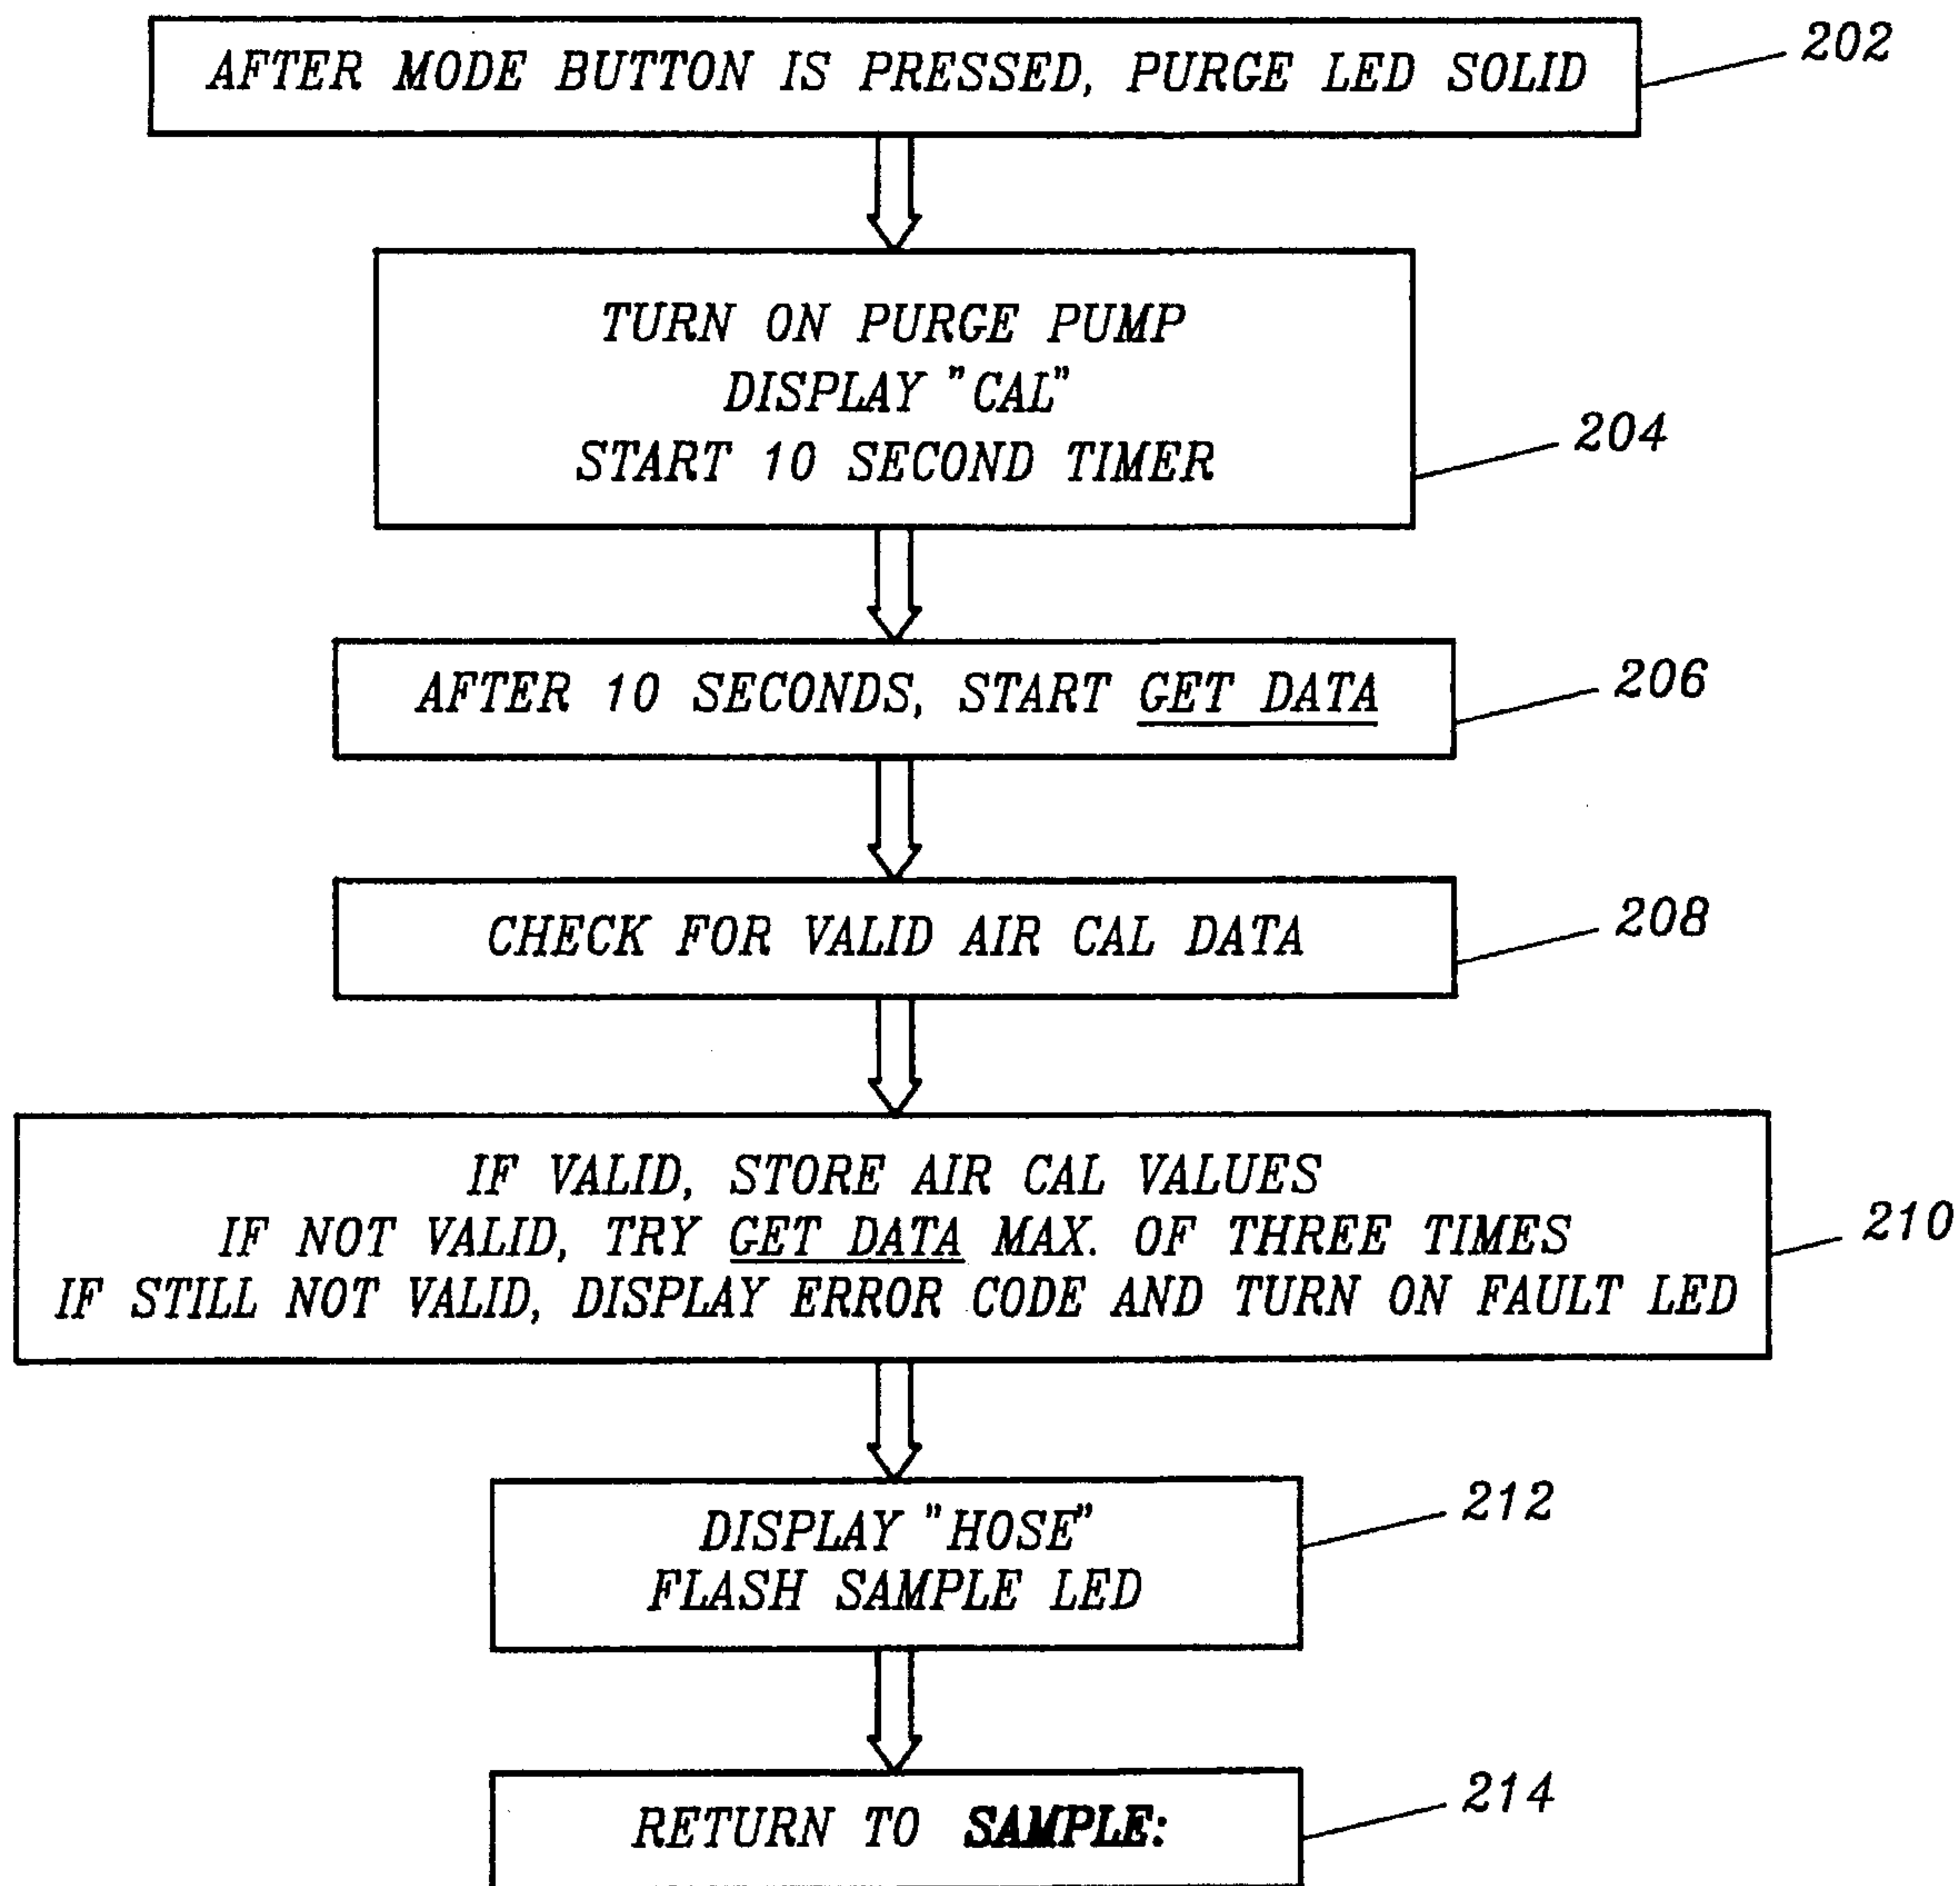 AFTER MODE BUTTON IS PRESSED, PURGE LED SOLID
202
TURN ON PURGE PUMP
DISPLAY "CAL"
START 10 SECOND TIMER
204
AFTER 10 SECONDS, START GET DATA
206
CHECK FOR VALID AIR CAL DATA
208
IF VALID, STORE AIR CAL VALUES
IF NOT VALID, TRY GET DATA MAX. OF THREE TIMES
IF STILL NOT VALID, DISPLAY ERROR CODE AND TURN ON FAULT LED
210
DISPLAY "HOSE"
FLASH SAMPLE LED
212
RETURN TO SAMPLE:
214